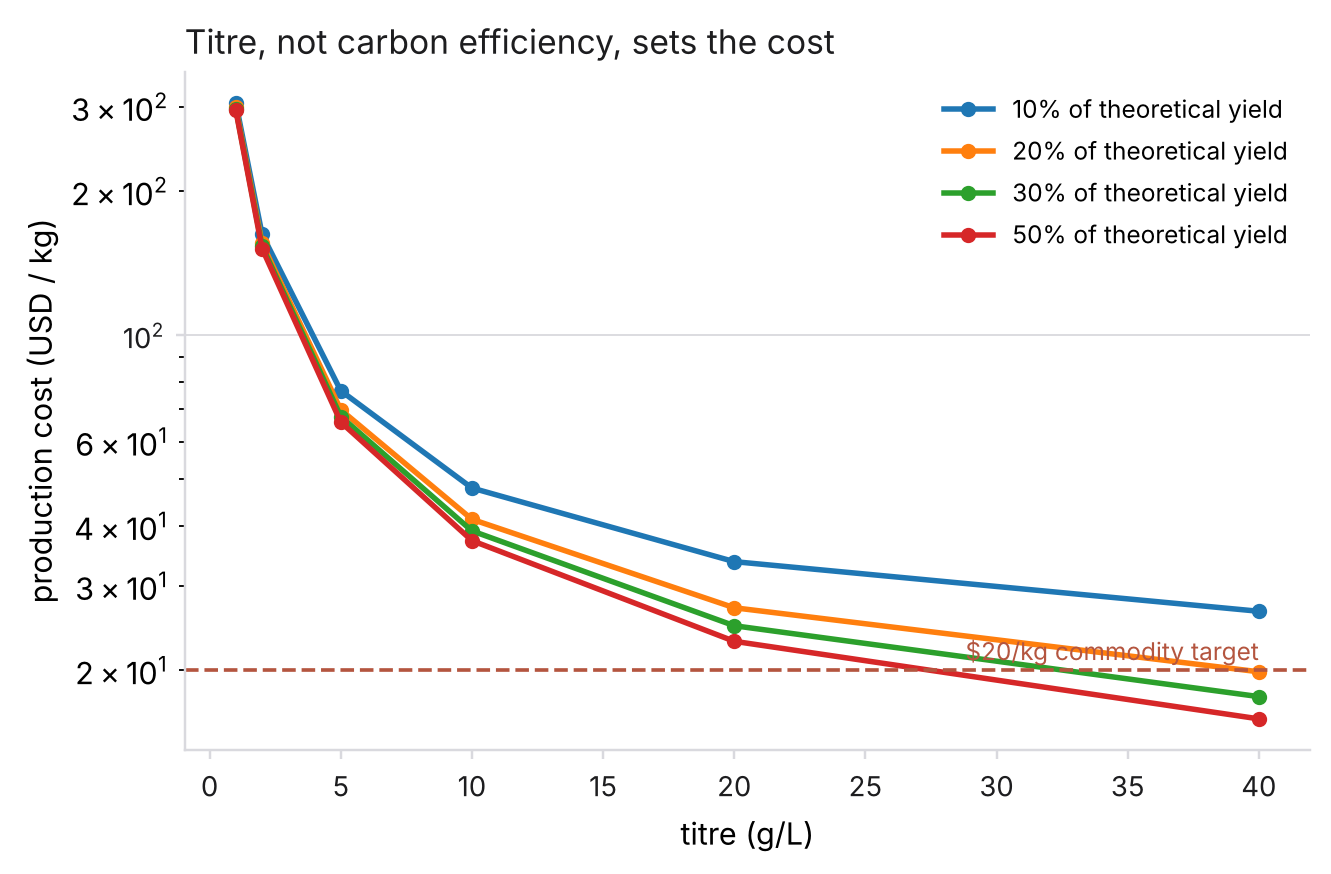 Titre, not carbon efficiency, sets the cost
10% of theoretical yield
20% of theoretical yield
30% of theoretical yield
50% of theoretical yield
production cost (USD / kg)
3 × 10²
2 × 10²
10²
6 × 10¹
4 × 10¹
3 × 10¹
2 × 10¹
$20/kg commodity target
0 5 10 15 20 25 30 35 40
titre (g/L)